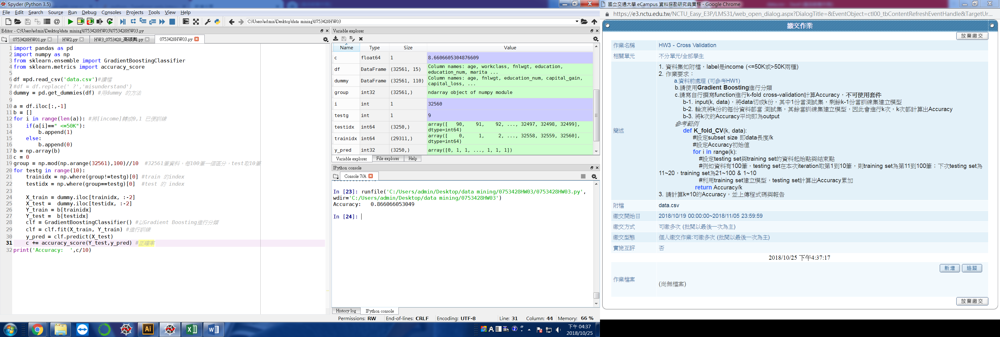 Spyder (Python 3.5)
File Edit Search Source Run Debug Consoles Projects Tools View Help
C:\Users\admin\Desktop\data mining\0753428HW03
Editor - C:\Users\admin\Desktop\data mining\0753428HW03\0753428HW03.py
0753428HW01.py HW2.py HW3_0753428_高碩輿.py 0753428HW03.py
1 import pandas as pd
2 import numpy as np
3 from sklearn.ensemble import GradientBoostingClassifier
4 from sklearn.metrics import accuracy_score
5
6 df =pd.read_csv('data.csv')#讀檔
7 #df = df.replace(' ?','misunderstand')
8 dummy = pd.get_dummies(df) #用dummy 的方法
9
10 a = df.iloc[:,-1]
11 b = []
12 for i in range(len(a)): #將[income]轉成0,1 已便訓練
13     if(a[i]==" <=50K"):
14         b.append(1)
15     else:
16         b.append(0)
17 b = np.array(b)
18 c = 0
19 group = np.mod(np.arange(32561),100)//10  #32561筆資料，每100筆一個區分，test取10筆
20 for testg in range(10):
21     trainidx = np.where(group!=testg)[0] #train 的index
22     testidx = np.where(group==testg)[0]  #test 的 index
23
24     X_train = dummy.iloc[trainidx, :-2]
25     X_test =  dummy.iloc[testidx, :-2]
26     Y_train = b[trainidx]
27     Y_test =  b[testidx]
28     clf = GradientBoostingClassifier() #以Gradient Boosting進行分類
29     clf = clf.fit(X_train, Y_train) #進行訓練
30     y_pred = clf.predict(X_test)
31     c += accuracy_score(Y_test,y_pred) #正確率
32 print('Accuracy:  ',c/10)
Variable explorer
Name Type Size Value
c float64 1 8.6606605304876609
df DataFrame (32561, 15) Column names: age, workclass, fnlwgt, education,
education_num, marita ...
dummy DataFrame (32561, 110) Column names: age, fnlwgt, education_num, capital_gain,
capital_loss, ...
group int32 (32561,) ndarray object of numpy module
i int 1 32560
testg int 1 9
testidx int64 (3250,) array([   90,    91,    92, ..., 32497, 32498, 32499],
dtype=int64)
trainidx int64 (29311,) array([    0,     1,     2, ..., 32558, 32559, 32560],
dtype=int64)
y_pred int32 (3250,) array([0, 1, 1, ..., 1, 1, 1])
Variable explorer File explorer Help
IPython console
Console 7/A
In [23]: runfile('C:/Users/admin/Desktop/data mining/0753428HW03/0753428HW03.py',
wdir='C:/Users/admin/Desktop/data mining/0753428HW03')
Accuracy:   0.866066053049
In [24]:
History log IPython console
Permissions: RW End-of-lines: CRLF Encoding: UTF-8 Line: 31 Column: 44 Memory: 66 %
下午 04:37
2018/10/25
國立交通大學 eCampus 資料探勘研究與實務 - Google Chrome
https://e3.nctu.edu.tw/NCTU_Easy_E3P/LMS31/web_open_dialog.aspx?DialogTitle=&EventObject=ctl00_tbContentRefreshEventHandle&TargetUr...
繳交作業
放棄繳交
作業名稱 HW3 - Cross Validation
相關單元 不分單元/全部學生
簡述
1. 資料集如附檔，label是income (<=50K或>50K兩種)
2. 作業要求：
a.資料前處理 (可參考HW1)
b.請使用Gradient Boosting進行分類
c.請寫自行撰寫function進行k-fold cross-validation計算Accuracy，不可使用套件
b-1. input(k, data)，將data切成k份，其中1份當測試集，剩餘k-1份當訓練集建立模型
b-2. 輪流將k份的每份資料都當 測試集，其餘當訓練集建立模型，因此會進行k次，k次都計算出Accuracy
b-3. 將k次的Accuracy平均即為output
參考範例
def K_fold_CV(k, data):
#設定subset size 即data長度/k
#設定Accuracy初始值
for i in range(k):
#設定testing set與training set的資料起始點與結束點
#例如資料有100筆，testing set在本次iteration取第1到10筆，則training set為第11到100筆；下次testing set為
11~20，training set為21~100 & 1~10
#利用training set建立模型，testing set計算出Accuracy累加
return Accuracy/k
3. 請計算k=10的Accuracy，並上傳程式碼與報告
附檔 data.csv
繳交開始日 2018/10/19 00:00:00~2018/11/05 23:59:59
繳交方式 可繳多次 (批閱以最後一次為主)
繳交型態 個人繳交作業:可繳多次 (批閱以最後一次為主)
實施互評 否
2018/10/25 下午4:37:17
新增 追蹤
作業檔案 (尚無檔案)
放棄繳交